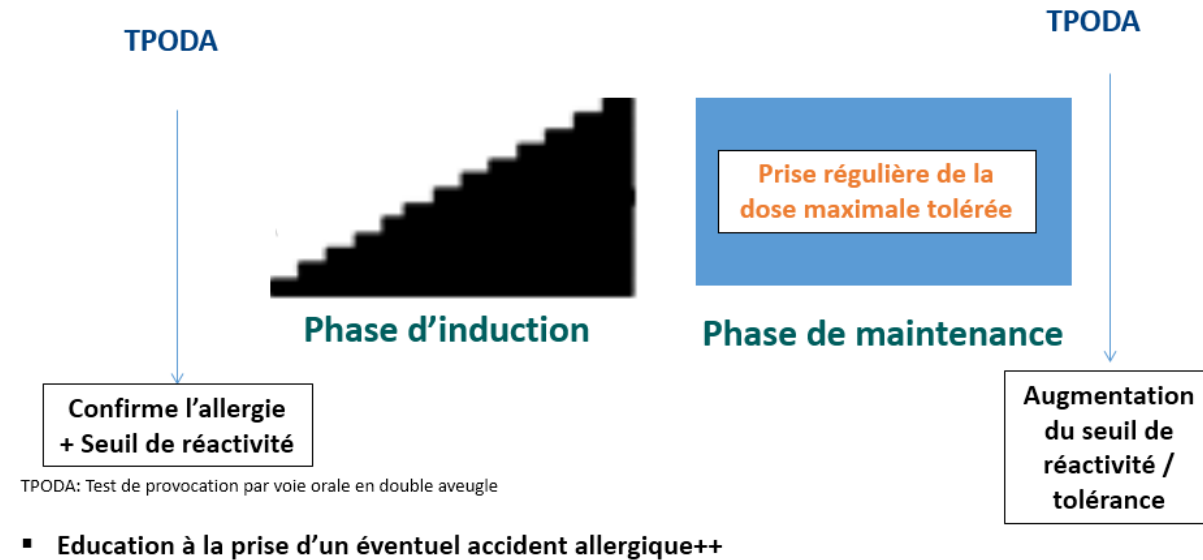 TPODA
TPODA
Prise régulière de la
dose maximale tolérée
Phase d'induction
Phase de maintenance
Confirme l'allergie
+ Seuil de réactivité
Augmentation
du seuil de
réactivité /
tolérance
TPODA: Test de provocation par voie orale en double aveugle
▪ Education à la prise d'un éventuel accident allergique++